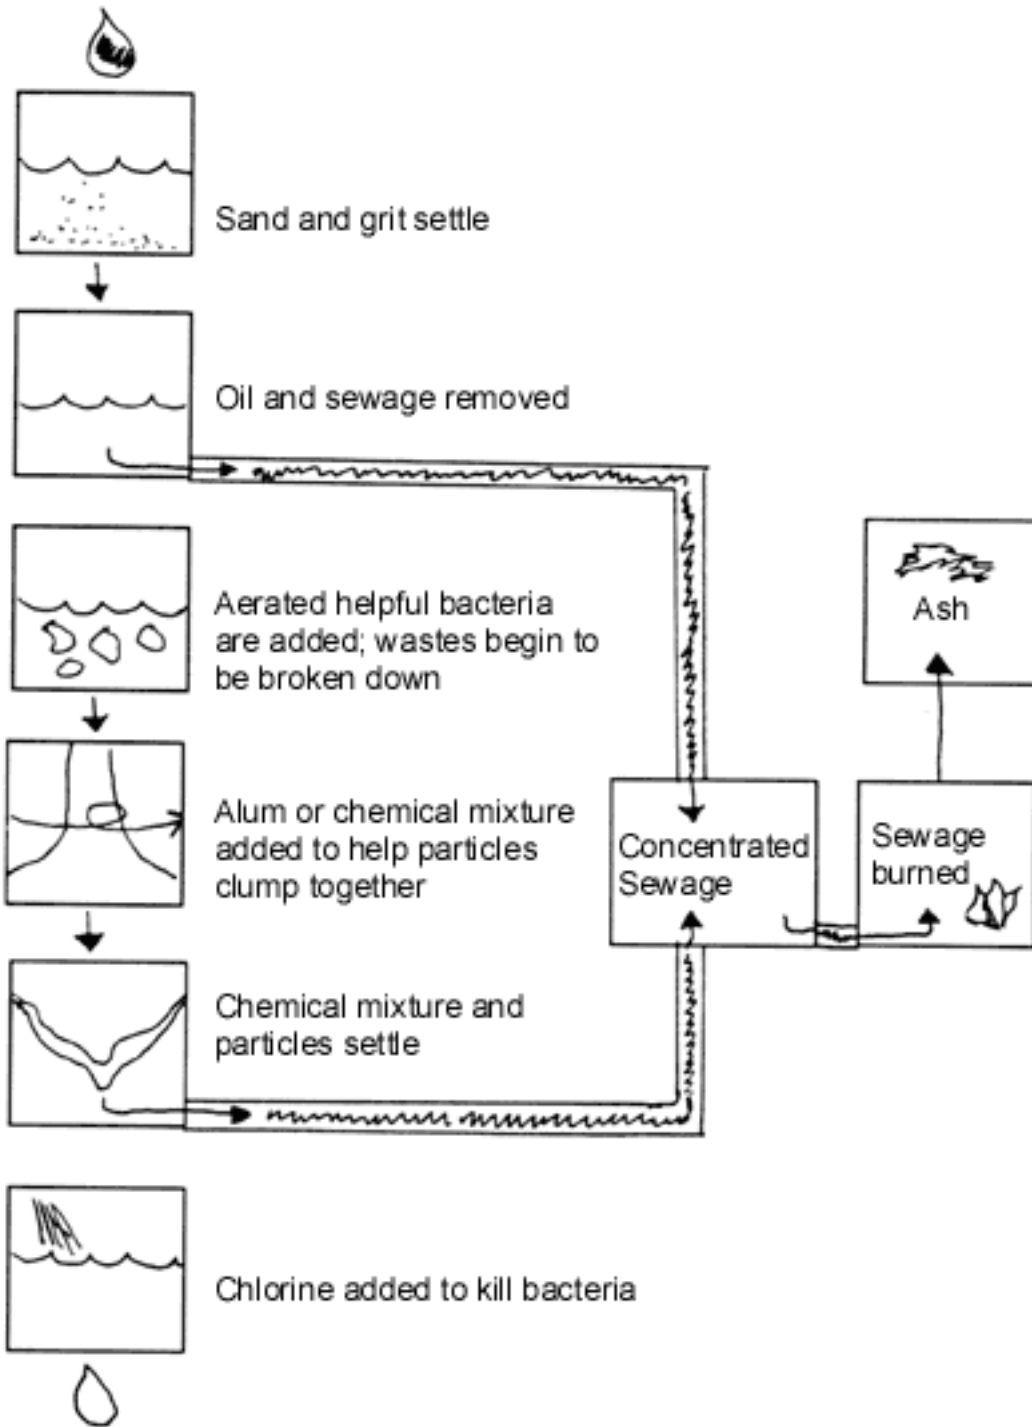 Sand and grit settle
Oil and sewage removed
Aerated helpful bacteria
are added; wastes begin to
be broken down
Ash
Alum or chemical mixture
added to help particles
clump together
Concentrated
Sewage
Sewage
burned
Chemical mixture and
particles settle
Chlorine added to kill bacteria